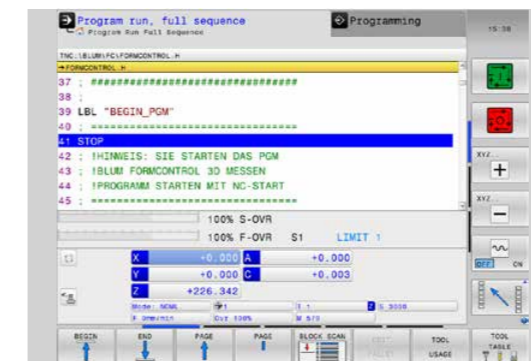 Program run, full sequence
Programming
Program Run Full Sequence
15:38
TNC:\BLUM\FC\FORMCONTROL.H
→FORMCONTROL.H
37 ; ################################
38 ;
39 LBL "BEGIN_PGM"
40 ; ================================
41 STOP
42 ; !HINWEIS: SIE STARTEN DAS PGM
43 ; !BLUM FORMCONTROL 3D MESSEN
44 ; !PROGRAMM STARTEN MIT NC-START
45 ; ================================
XYZ..
+
XYZ..
−
OFF ON
100% S-OVR
100% F-OVR S1 LIMIT 1
X +0.000 A +0.000
Y +0.000 C +0.003
Z +226.342
Mode: NOML 1 T 1 Z S 3000
F 0mm/min Ovr 100% M 5/9
BEGIN
END
PAGE
PAGE
BLOCK SCAN
TOOL USAGE
TOOL TABLE